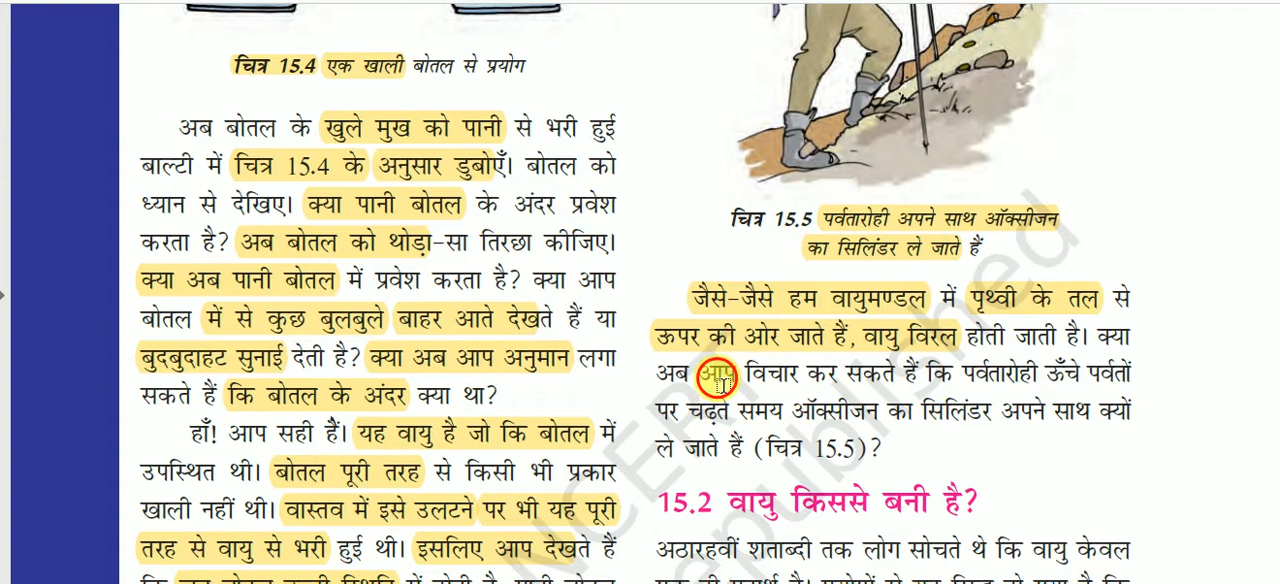 चित्र 15.4 एक खाली बोतल से प्रयोग
अब बोतल के खुले मुख को पानी से भरी हुई
बाल्टी में चित्र 15.4 के अनुसार डुबोएँ। बोतल को
ध्यान से देखिए। क्या पानी बोतल के अंदर प्रवेश
करता है? अब बोतल को थोड़ा-सा तिरछा कीजिए।
क्या अब पानी बोतल में प्रवेश करता है? क्या आप
बोतल में से कुछ बुलबुले बाहर आते देखते हैं या
बुदबुदाहट सुनाई देती है? क्या अब आप अनुमान लगा
सकते हैं कि बोतल के अंदर क्या था?
हाँ! आप सही हैं। यह वायु है जो कि बोतल में
उपस्थित थी। बोतल पूरी तरह से किसी भी प्रकार
खाली नहीं थी। वास्तव में इसे उलटने पर भी यह पूरी
तरह से वायु से भरी हुई थी। इसलिए आप देखते हैं
चित्र 15.5 पर्वतारोही अपने साथ ऑक्सीजन
का सिलिंडर ले जाते हैं
जैसे-जैसे हम वायुमण्डल में पृथ्वी के तल से
ऊपर की ओर जाते हैं, वायु विरल होती जाती है। क्या
अब आप विचार कर सकते हैं कि पर्वतारोही ऊँचे पर्वतों
पर चढ़ते समय ऑक्सीजन का सिलिंडर अपने साथ क्यों
ले जाते हैं (चित्र 15.5)?
15.2 वायु किससे बनी है?
अठारहवीं शताब्दी तक लोग सोचते थे कि वायु केवल
NCERT
republished